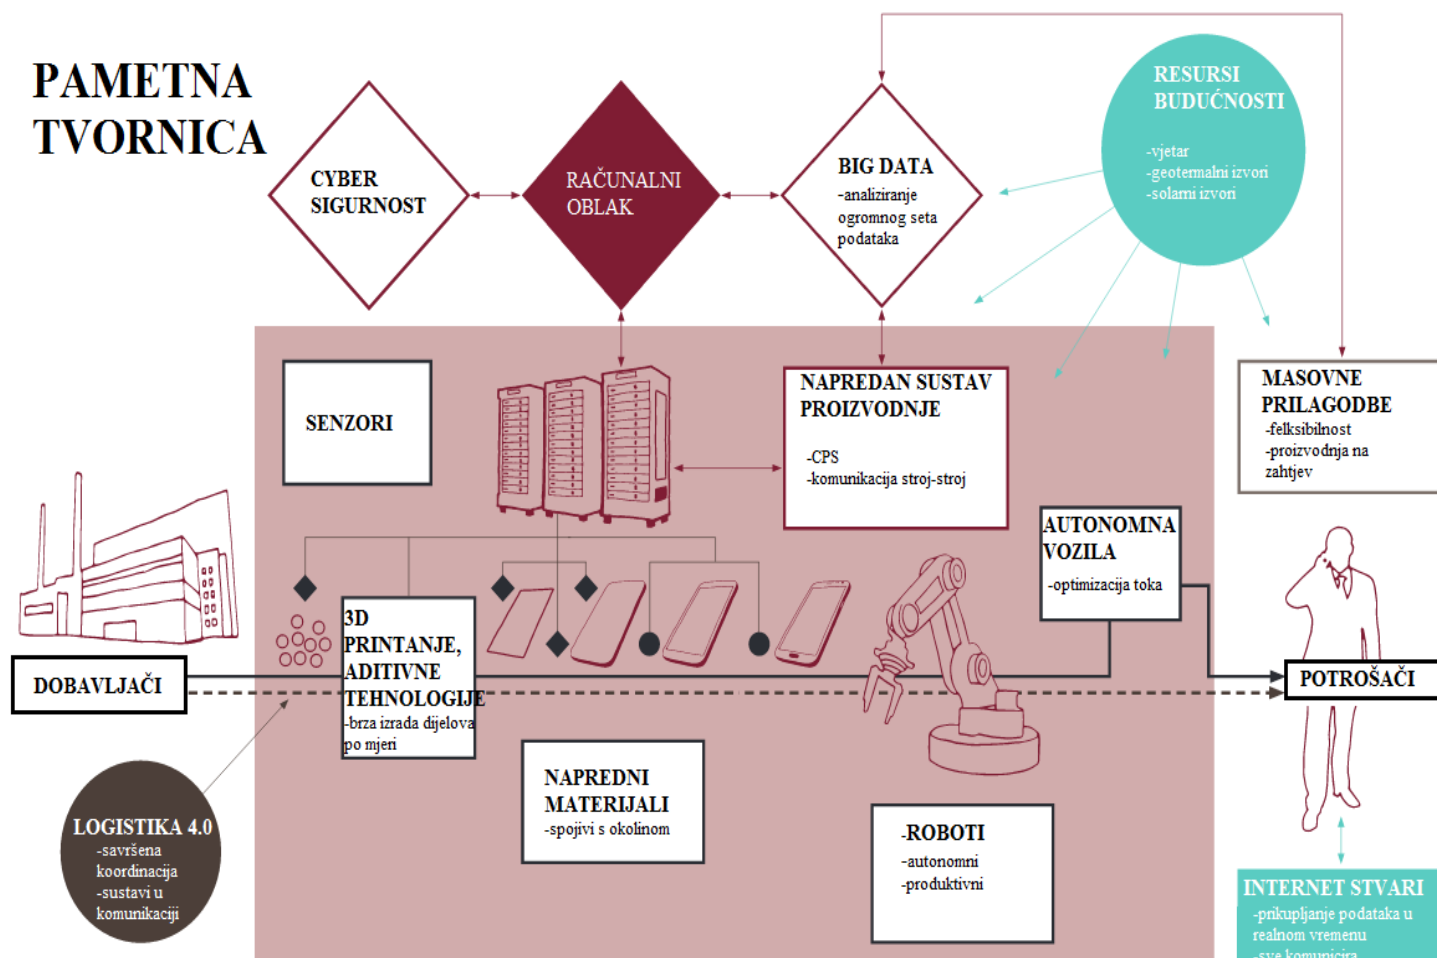 PAMETNA
TVORNICA
CYBER
SIGURNOST
RAČUNALNI
OBLAK
BIG DATA
-analiziranje
ogromnog seta
podataka
RESURSI
BUDUĆNOSTI
-vjetar
-geotermalni izvori
-solarni izvori
SENZORI
NAPREDAN SUSTAV
PROIZVODNJE
-CPS
-komunikacija stroj-stroj
MASOVNE
PRILAGODBE
-felksibilnost
-proizvodnja na
zahtjev
AUTONOMNA
VOZILA
-optimizacija toka
3D
PRINTANJE,
ADITIVNE
TEHNOLOGIJE
-brza izrada dijelova
po mjeri
DOBAVLJAČI
POTROŠAČI
NAPREDNI
MATERIJALI
-spojivi s okolinom
-ROBOTI
-autonomni
-produktivni
LOGISTIKA 4.0
-savršena
koordinacija
-sustavi u
komunikaciji
INTERNET STVARI
-prikupljanje podataka u
realnom vremenu
-sve komunicira